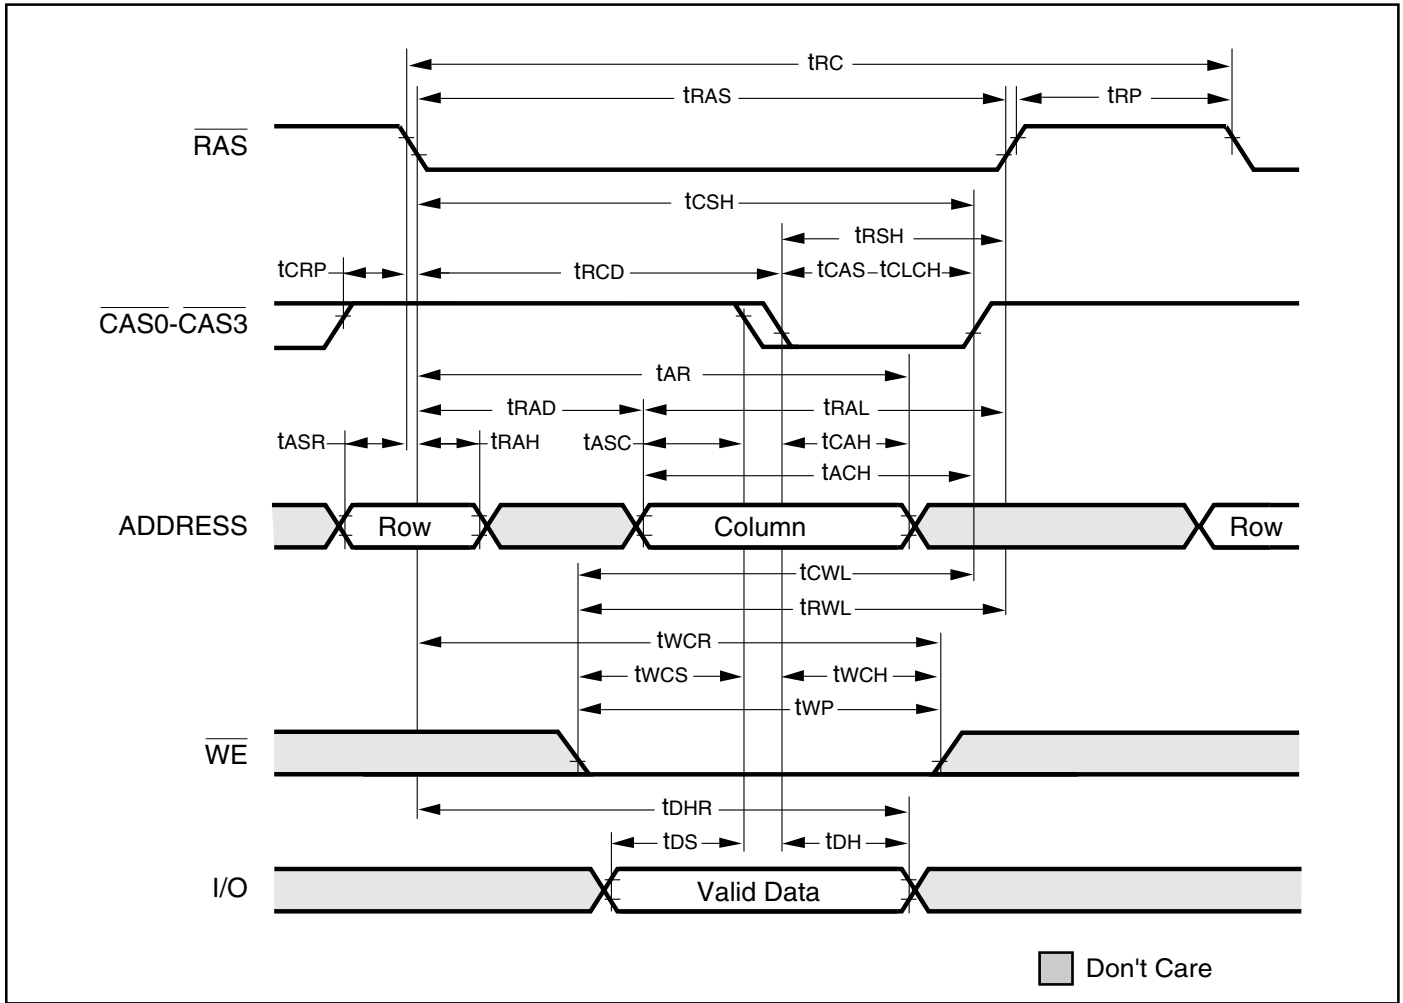 tRC
tRAS
tRP
RAS
tCSH
tRSH
tCRP
tRCD
tCAS
tCLCH
CAS0-CAS3
tAR
tRAD
tRAL
tASR
tRAH
tASC
tCAH
tACH
ADDRESS
Row
Column
Row
tCWL
tRWL
tWCR
tWCS
tWCH
tWP
WE
tDHR
tDS
tDH
I/O
Valid Data
Don't Care